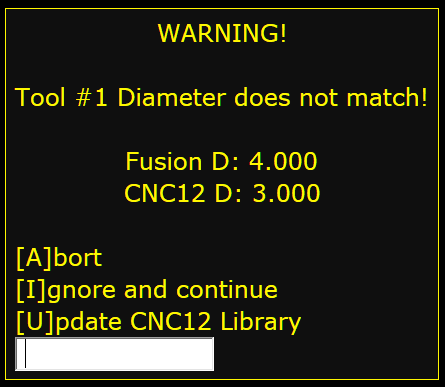 WARNING!
Tool #1 Diameter does not match!
Fusion D: 4.000
CNC12 D: 3.000
[A]bort
[I]gnore and continue
[U]pdate CNC12 Library